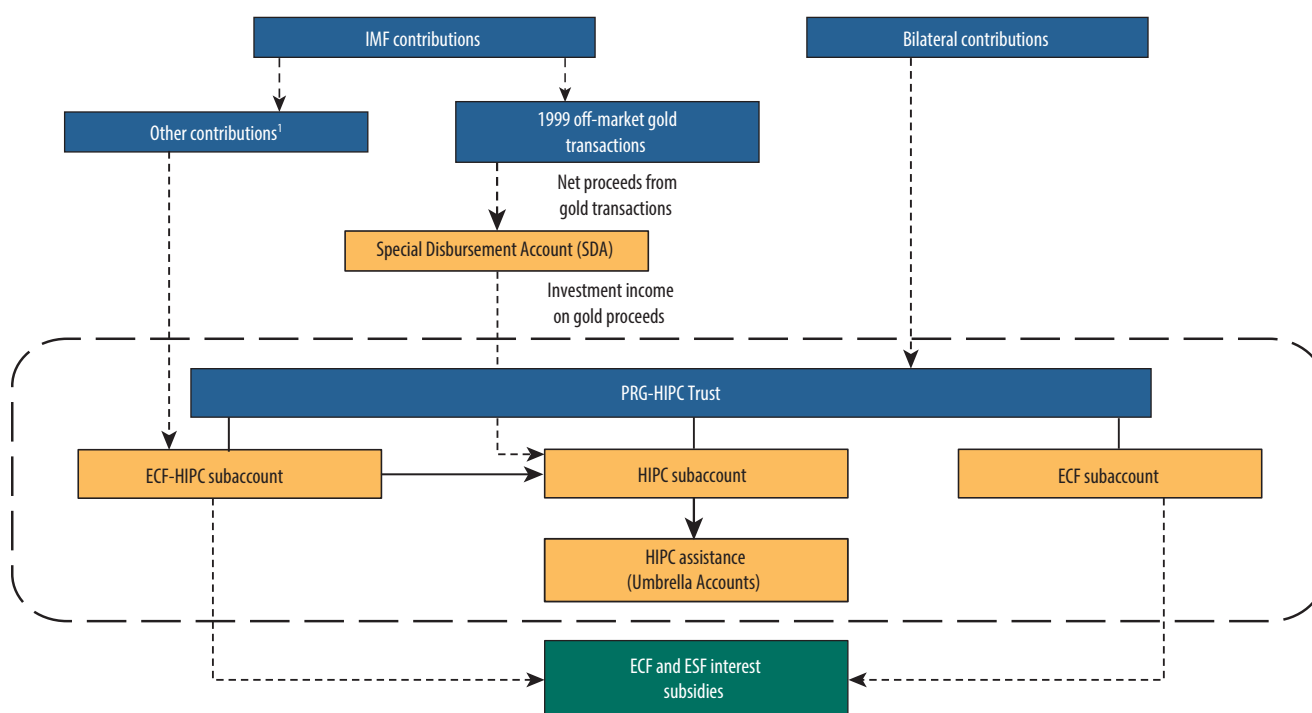 IMF contributions
Bilateral contributions
Other contributions¹
1999 off-market gold
transactions
Net proceeds from
gold transactions
Special Disbursement Account (SDA)
Investment income
on gold proceeds
PRG-HIPC Trust
ECF-HIPC subaccount
HIPC subaccount
ECF subaccount
HIPC assistance
(Umbrella Accounts)
ECF and ESF interest
subsidies